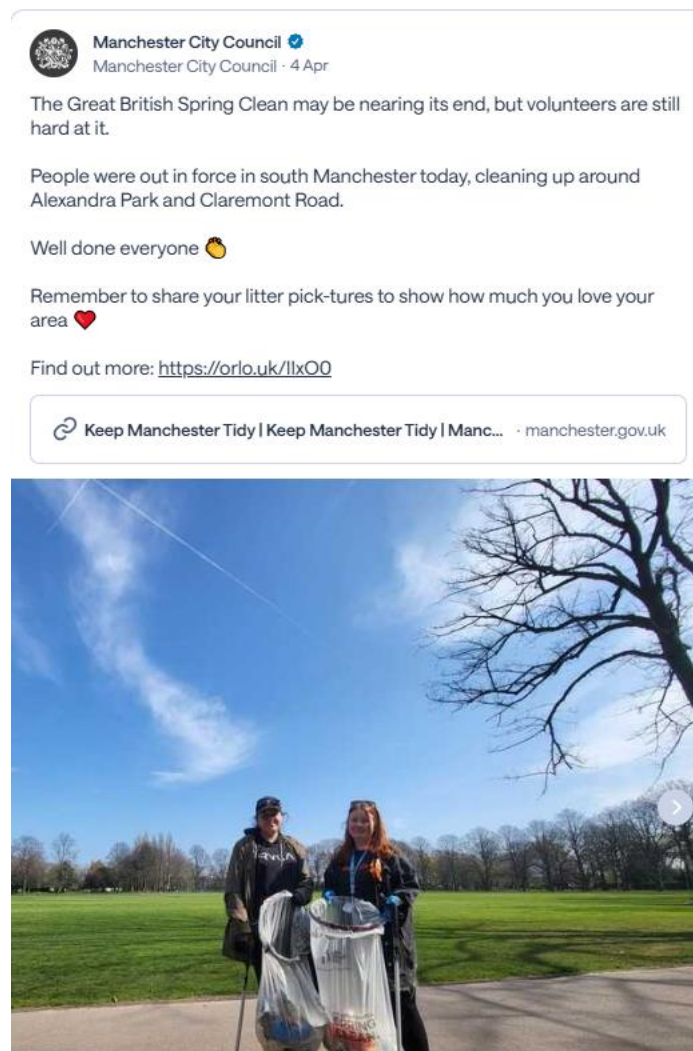 Manchester City Council
Manchester City Council · 4 Apr
The Great British Spring Clean may be nearing its end, but volunteers are still
hard at it.
People were out in force in south Manchester today, cleaning up around
Alexandra Park and Claremont Road.
Well done everyone 👏
Remember to share your litter pick-tures to show how much you love your
area ❤️
Find out more: https://orlo.uk/IIxO0
Keep Manchester Tidy | Keep Manchester Tidy | Manc... · manchester.gov.uk
RVCA
SPRING
CLEAN